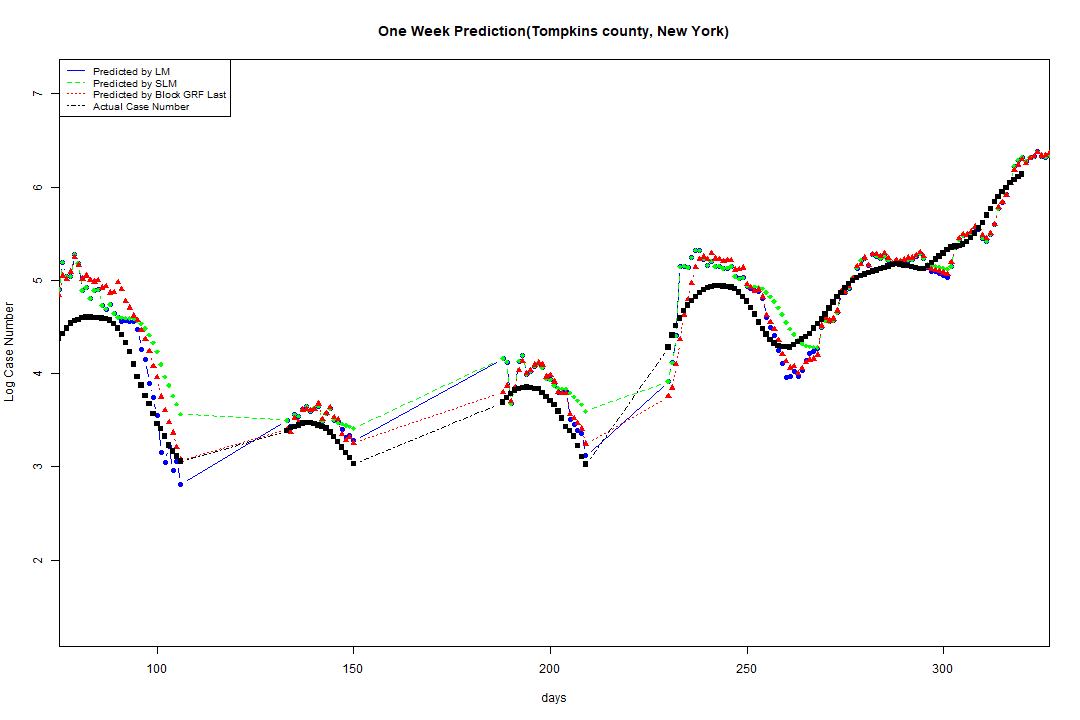 One Week Prediction(Tompkins county, New York)
Predicted by LM
Predicted by SLM
Predicted by Block GRF Last
Actual Case Number
7
6
5
4
3
2
Log Case Number
100 150 200 250 300
days